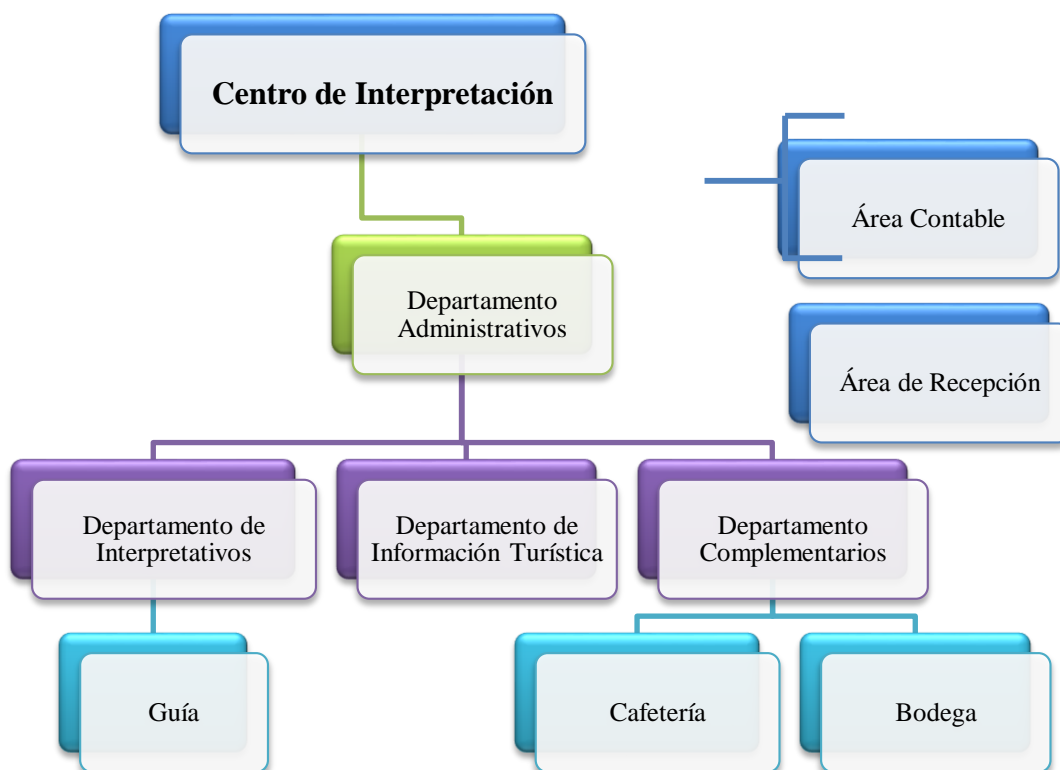 Centro de Interpretación
Área Contable
Departamento
Administrativos
Área de Recepción
Departamento de
Interpretativos
Departamento de
Información Turística
Departamento
Complementarios
Guía
Cafetería
Bodega